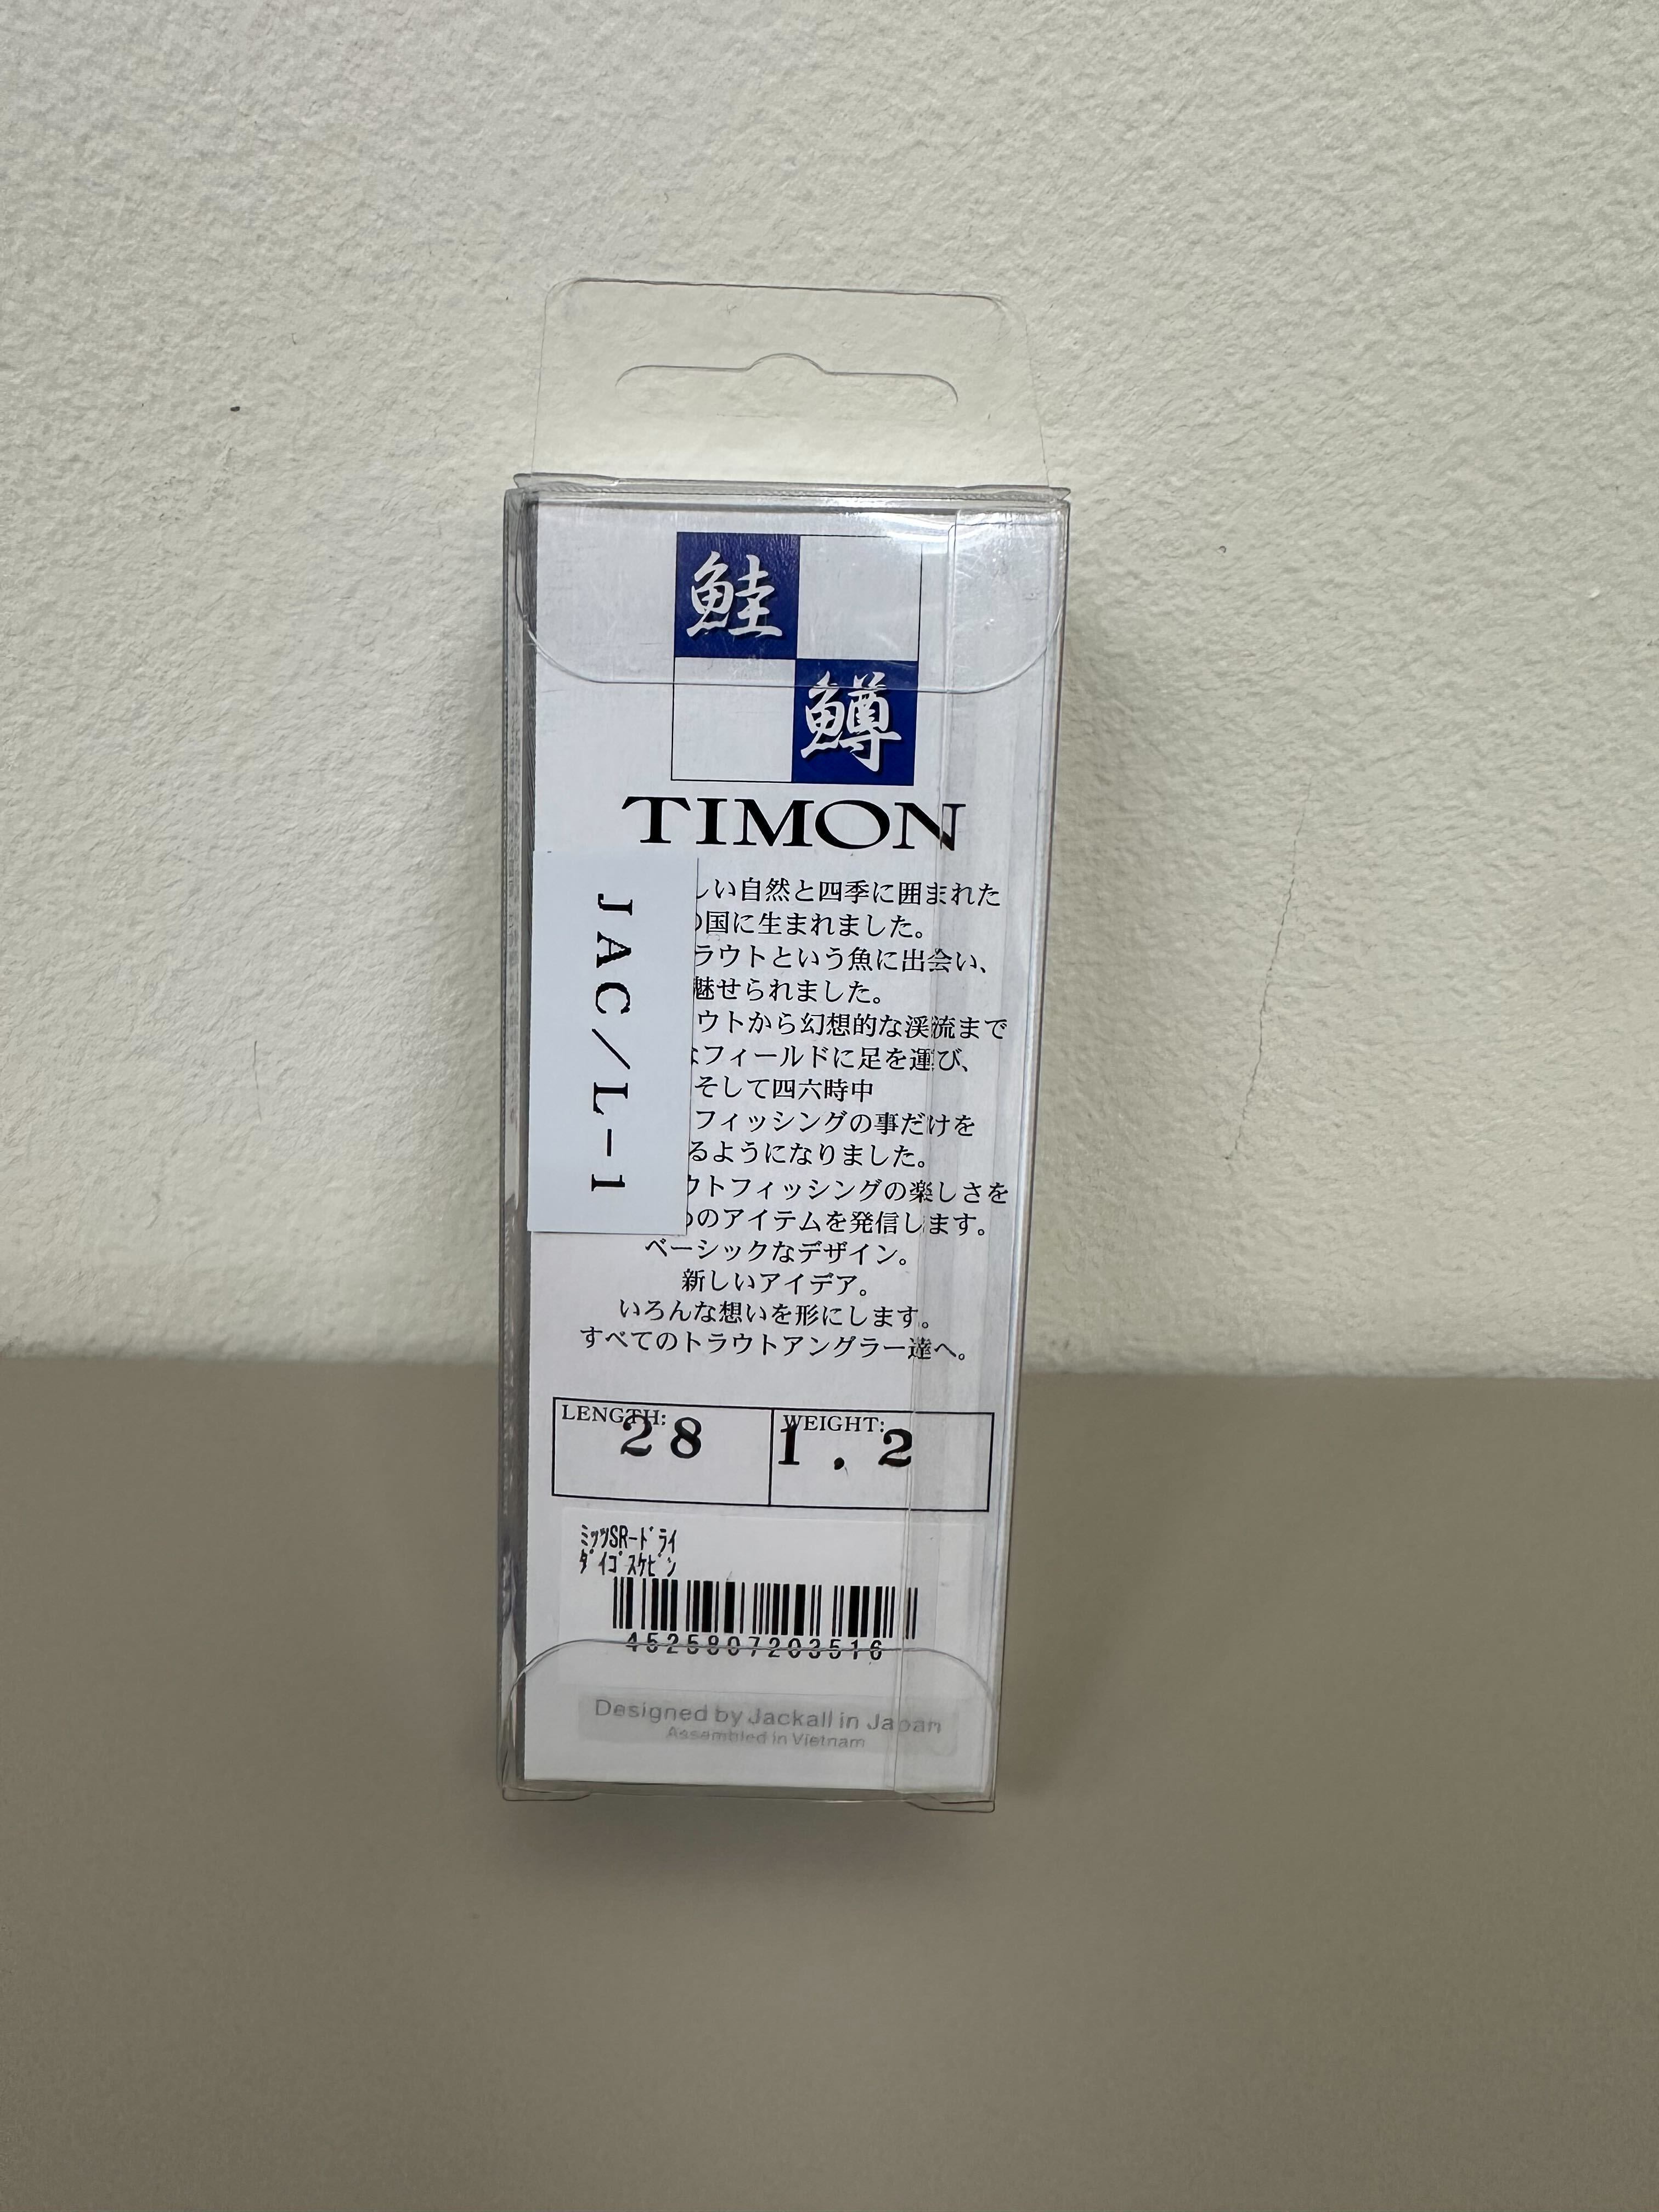 鮭
鱒
TIMON
JAC/L-1
しい自然と四季に囲まれた
国に生まれました。
ラウトという魚に出会い、
魅せられました。
ウトから幻想的な渓流まで
なフィールドに足を運び、
そして四六時中
フィッシングの事だけを
るようになりました。
ウトフィッシングの楽しさを
のアイテムを発信します。
ベーシックなデザイン。
新しいアイデア。
いろんな想いを形にします。
すべてのトラウトアングラー達へ。
LENGTH: 28 WEIGHT: 1.2
ﾐｯﾂSR-ﾄﾞﾗｲ
ﾀﾞｲｺﾞｽｹﾋﾞﾝ
4525807203516
Designed by Jackall in Japan
Assembled in Vietnam